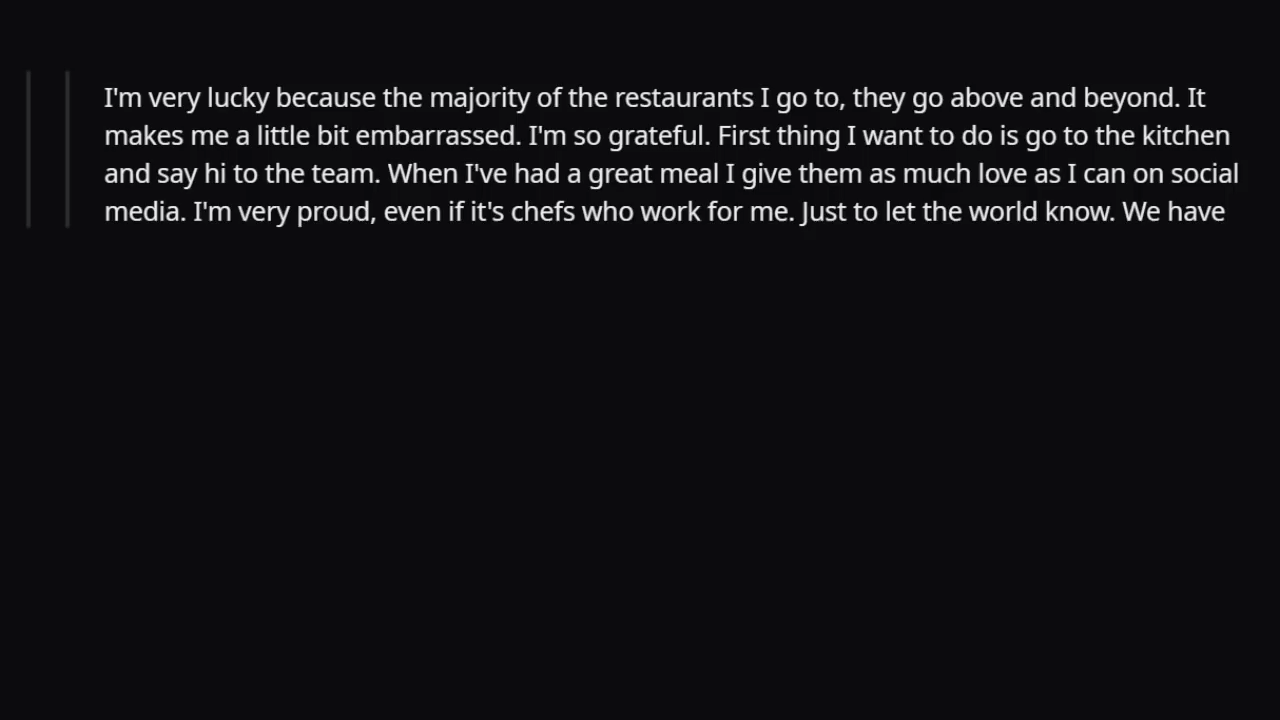 I'm very lucky because the majority of the restaurants I go to, they go above and beyond. It
makes me a little bit embarrassed. I'm so grateful. First thing I want to do is go to the kitchen
and say hi to the team. When I've had a great meal I give them as much love as I can on social
media. I'm very proud, even if it's chefs who work for me. Just to let the world know. We have